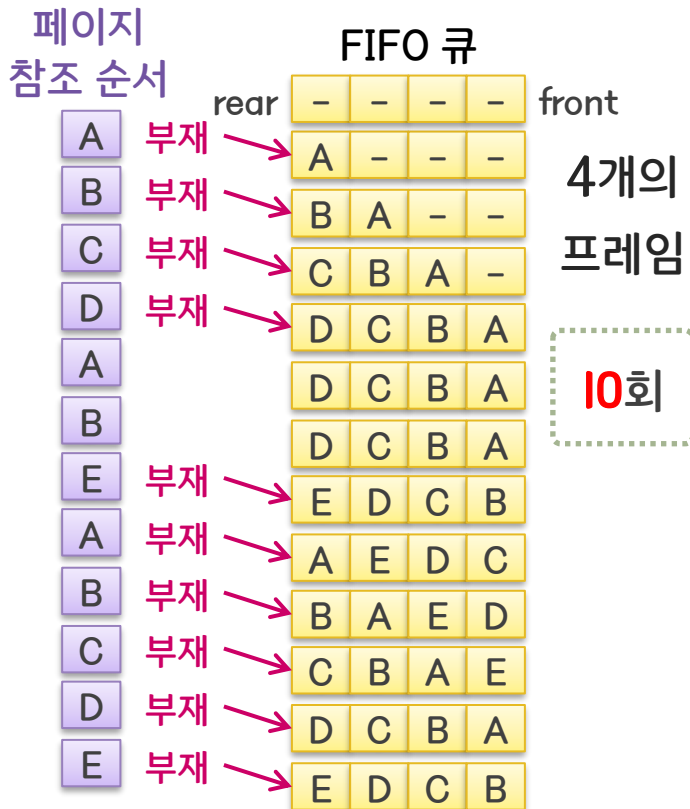 페이지
참조 순서
FIFO 큐
rear - - - - front
A 부재 A - - -
B 부재 B A - -
C 부재 C B A -
D 부재 D C B A
A D C B A
B D C B A
E 부재 E D C B
A 부재 A E D C
B 부재 B A E D
C 부재 C B A E
D 부재 D C B A
E 부재 E D C B
4개의
프레임
10회